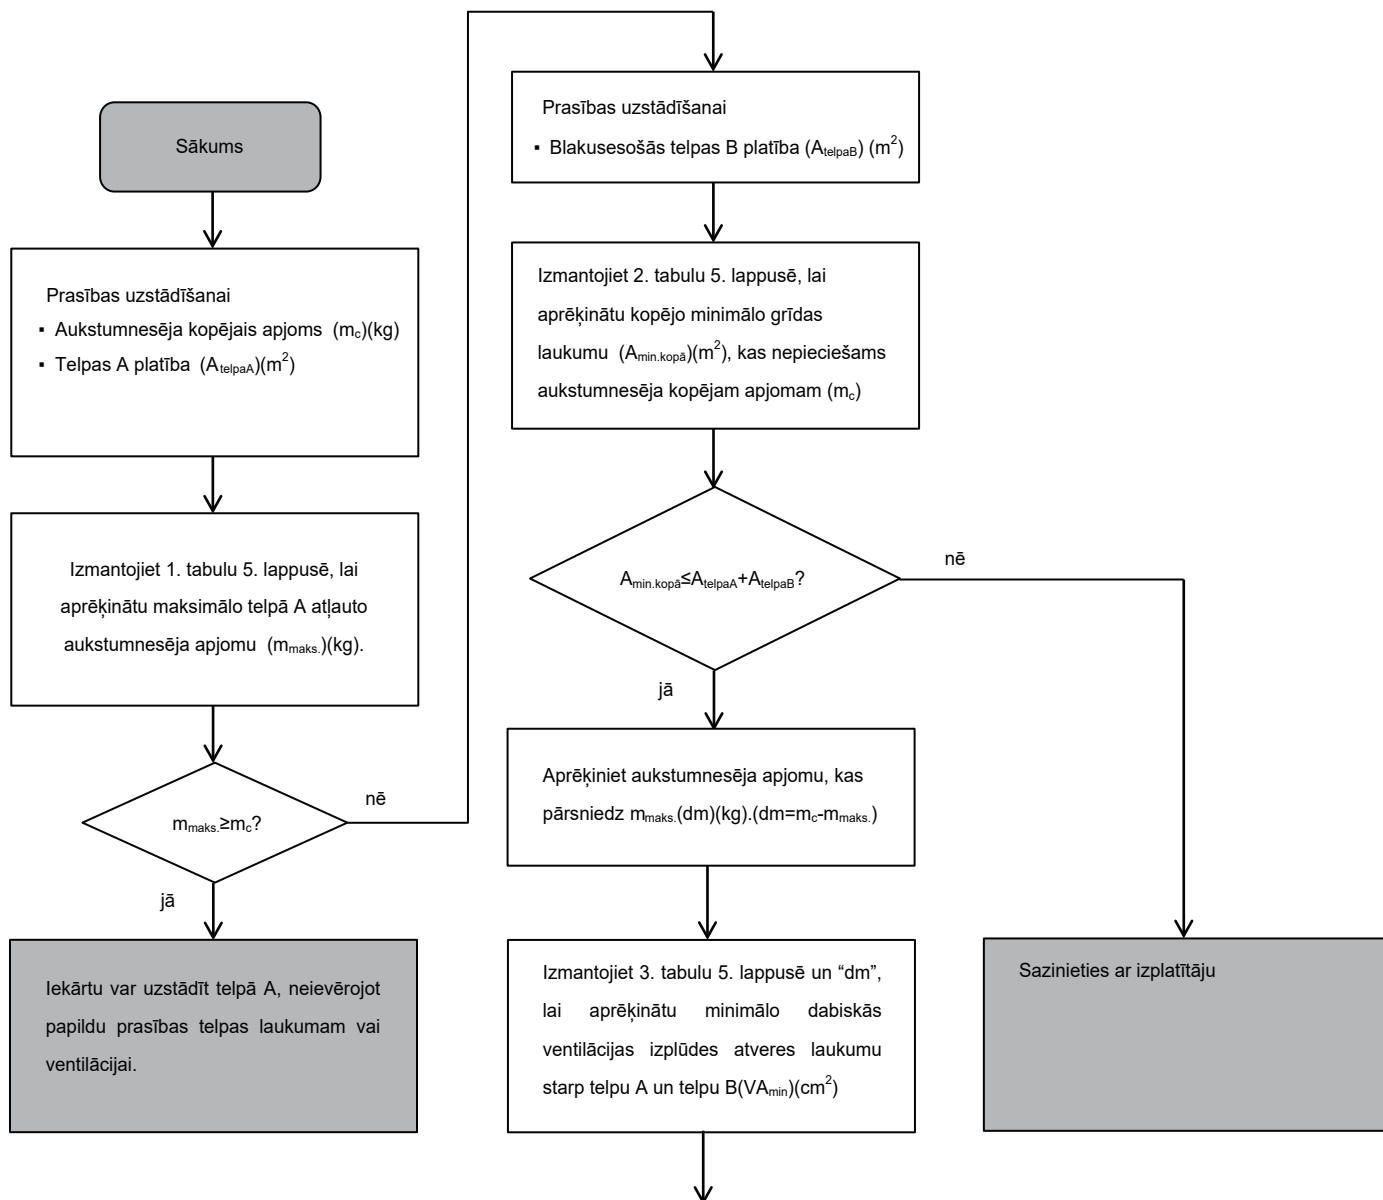 Sākums
Prasības uzstādīšanai
▪ Aukstumnesēja kopējais apjoms (mc)(kg)
▪ Telpas A platība (AtelpaA)(m²)
Izmantojiet 1. tabulu 5. lappusē, lai
aprēķinātu maksimālo telpā A atļauto
aukstumnesēja apjomu (mmaks.)(kg).
mmaks.≥mc?
nē
jā
Iekārtu var uzstādīt telpā A, neievērojot
papildu prasības telpas laukumam vai
ventilācijai.
Prasības uzstādīšanai
▪ Blakusesošās telpas B platība (AtelpaB) (m²)
Izmantojiet 2. tabulu 5. lappusē, lai
aprēķinātu kopējo minimālo grīdas
laukumu (Amin.kopā)(m²), kas nepieciešams
aukstumnesēja kopējam apjomam (mc)
Amin.kopā≤AtelpaA+AtelpaB?
nē
jā
Aprēķiniet aukstumnesēja apjomu, kas
pārsniedz mmaks.(dm)(kg).(dm=mc-mmaks.)
Izmantojiet 3. tabulu 5. lappusē un “dm”,
lai aprēķinātu minimālo dabiskās
ventilācijas izplūdes atveres laukumu
starp telpu A un telpu B(VAmin)(cm²)
Sazinieties ar izplatītāju